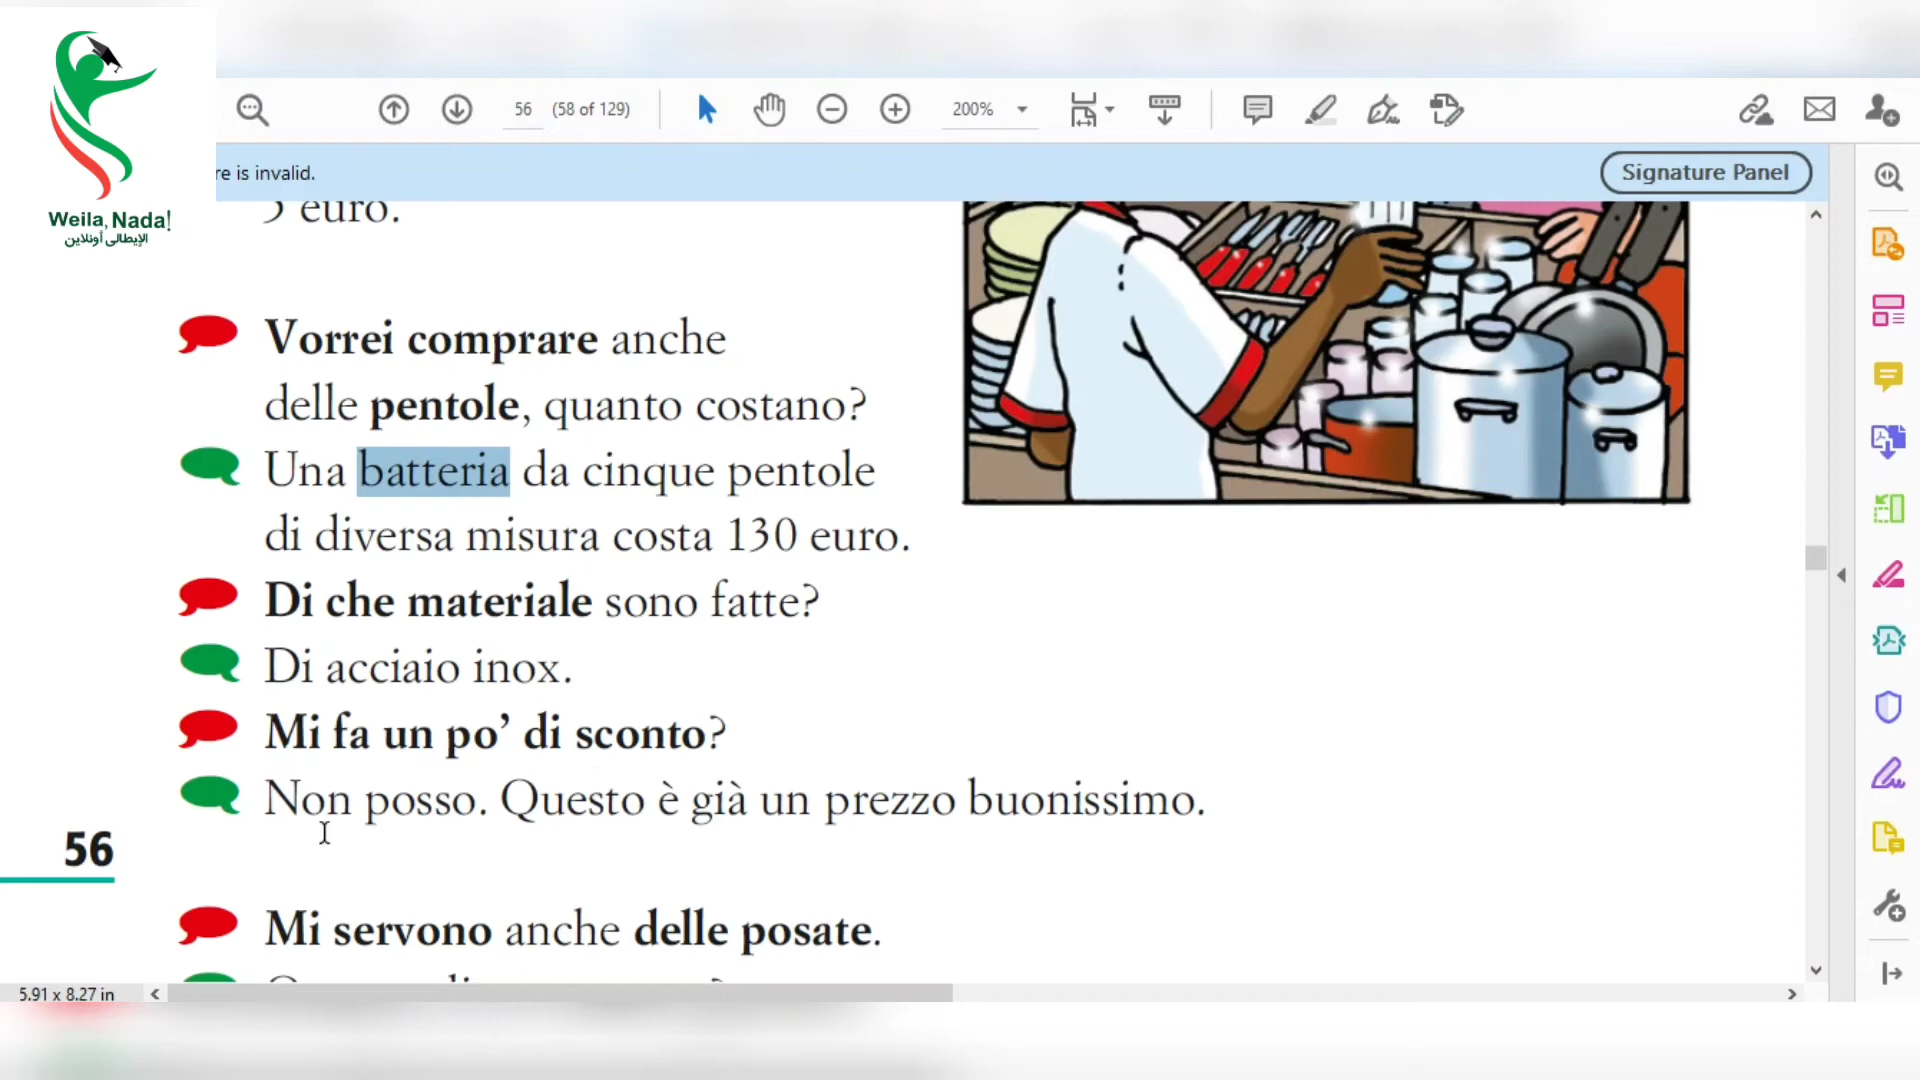 Weila, Nada!
الإيطالى أونلاين
56 (58 of 129)
200%
re is invalid.
Signature Panel
5 euro.
Vorrei comprare anche
delle pentole, quanto costano?
Una batteria da cinque pentole
di diversa misura costa 130 euro.
Di che materiale sono fatte?
Di acciaio inox.
Mi fa un po' di sconto?
Non posso. Questo è già un prezzo buonissimo.
56
Mi servono anche delle posate.
5.91 x 8.27 in